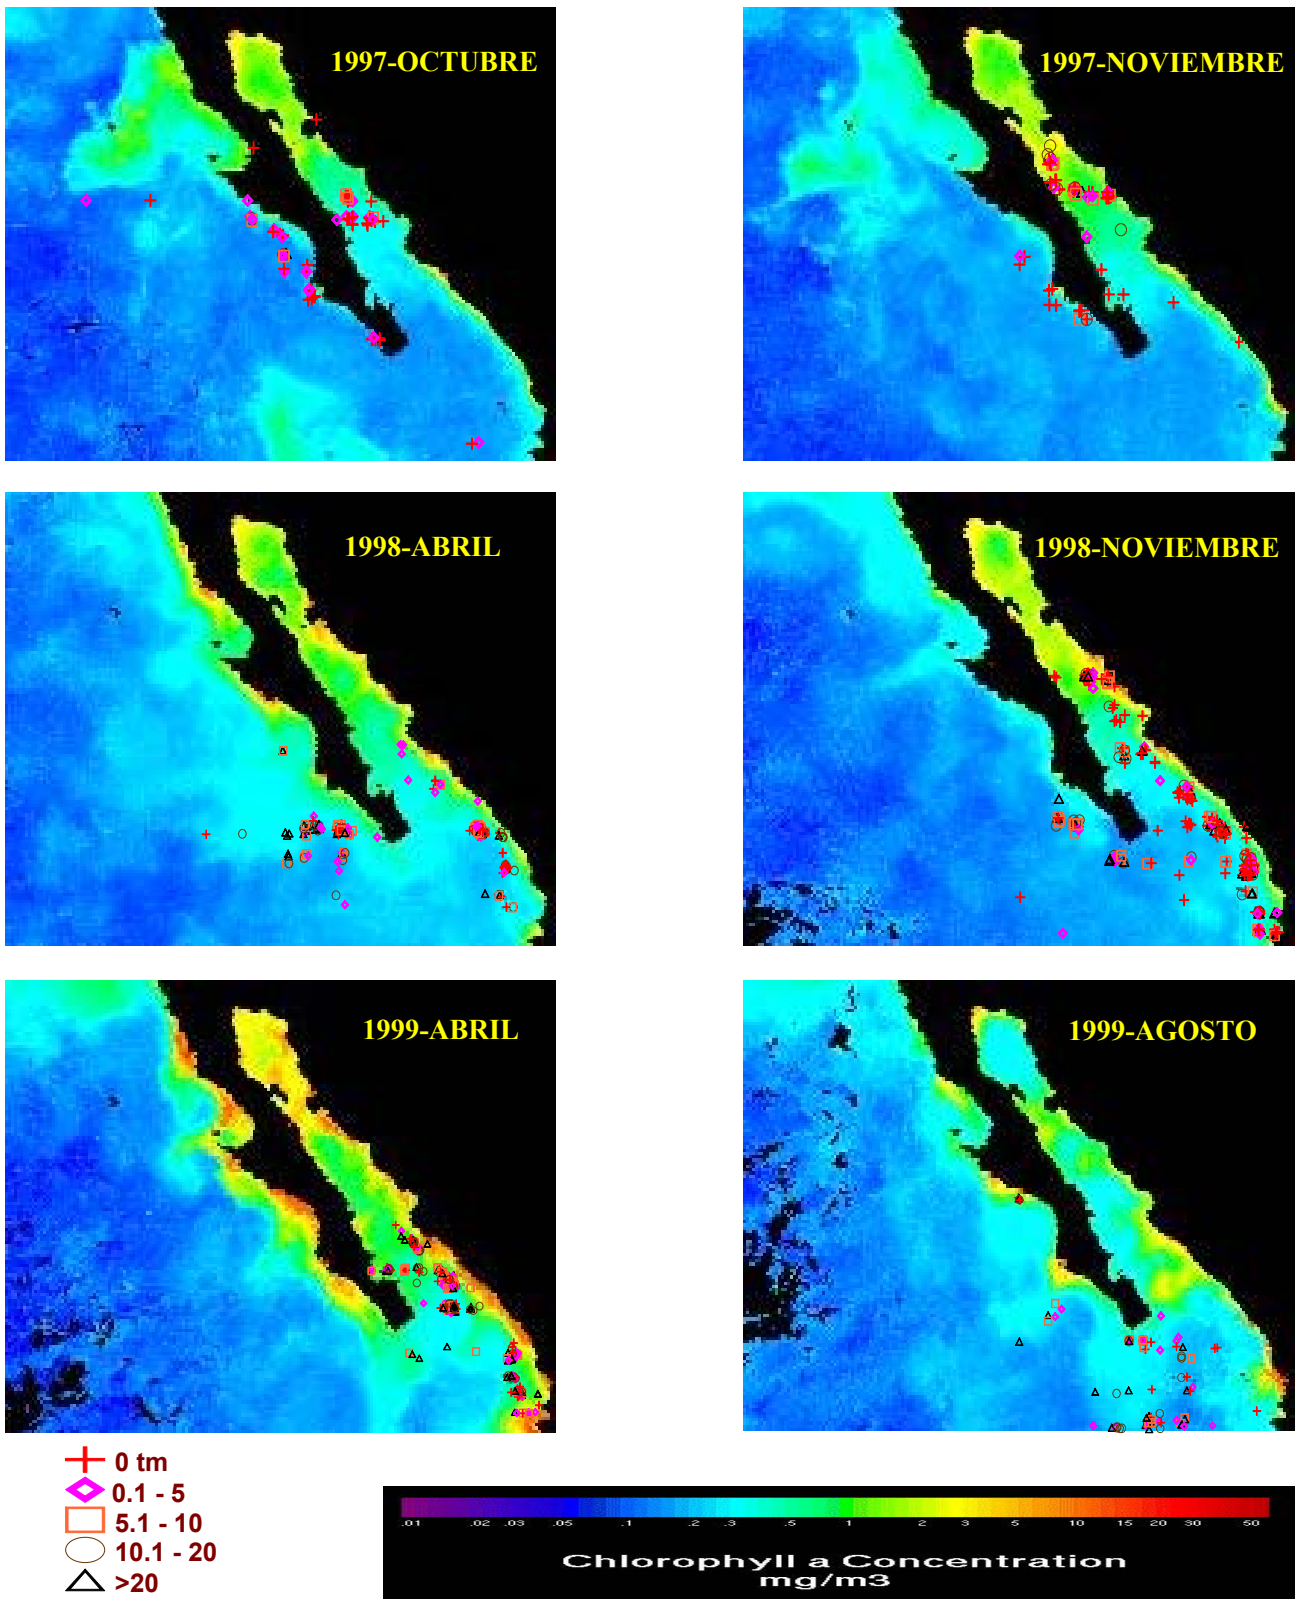 1997-OCTUBRE
1997-NOVIEMBRE
1998-ABRIL
1998-NOVIEMBRE
1999-ABRIL
1999-AGOSTO
0 tm
0.1 - 5
5.1 - 10
10.1 - 20
>20
.01 .02 .03 .05 .1 .2 .3 .5 1 2 3 5 10 15 20 30 50
Chlorophyll a Concentration
mg/m3